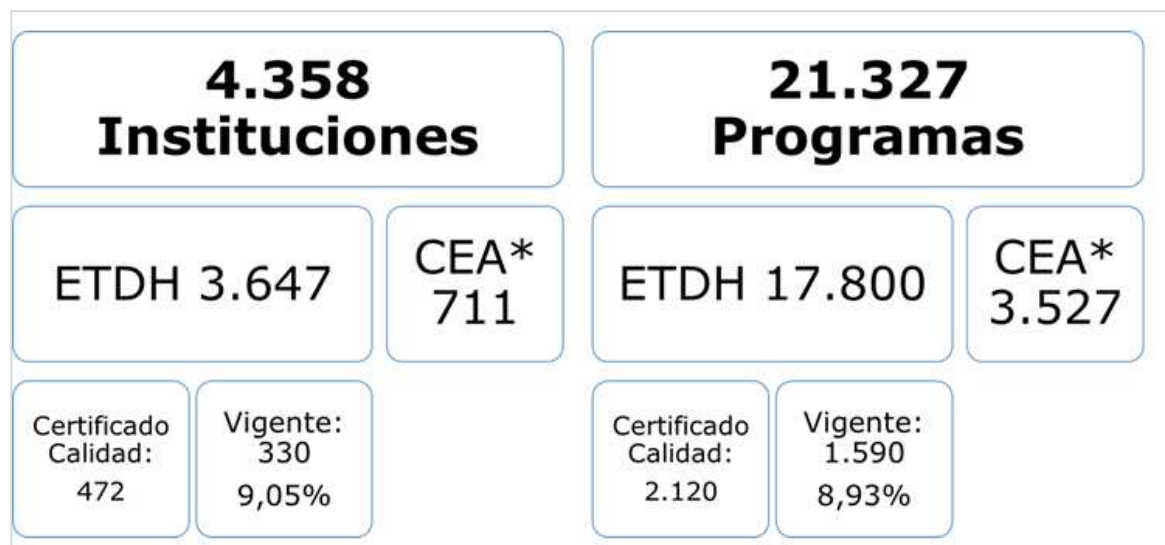 4.358
Instituciones
21.327
Programas
ETDH 3.647
CEA*
711
ETDH 17.800
CEA*
3.527
Certificado
Calidad:
472
Vigente:
330
9,05%
Certificado
Calidad:
2.120
Vigente:
1.590
8,93%